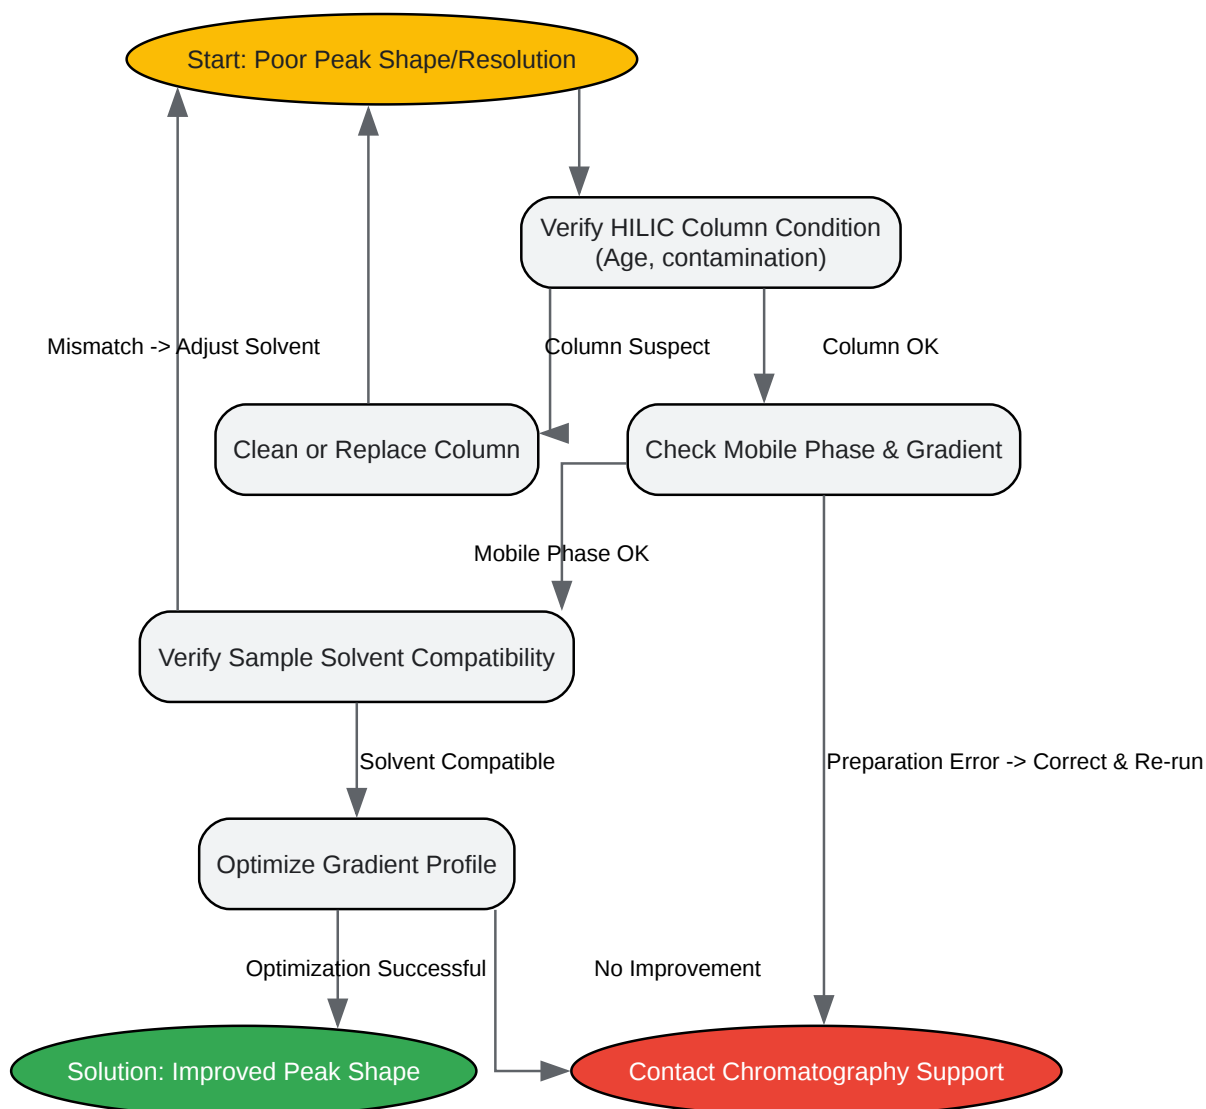 Start: Poor Peak Shape/Resolution
Verify HILIC Column Condition
(Age, contamination)
Mismatch -> Adjust Solvent
Column Suspect
Column OK
Clean or Replace Column
Check Mobile Phase & Gradient
Mobile Phase OK
Verify Sample Solvent Compatibility
Solvent Compatible
Preparation Error -> Correct & Re-run
Optimize Gradient Profile
Optimization Successful
No Improvement
Solution: Improved Peak Shape
Contact Chromatography Support